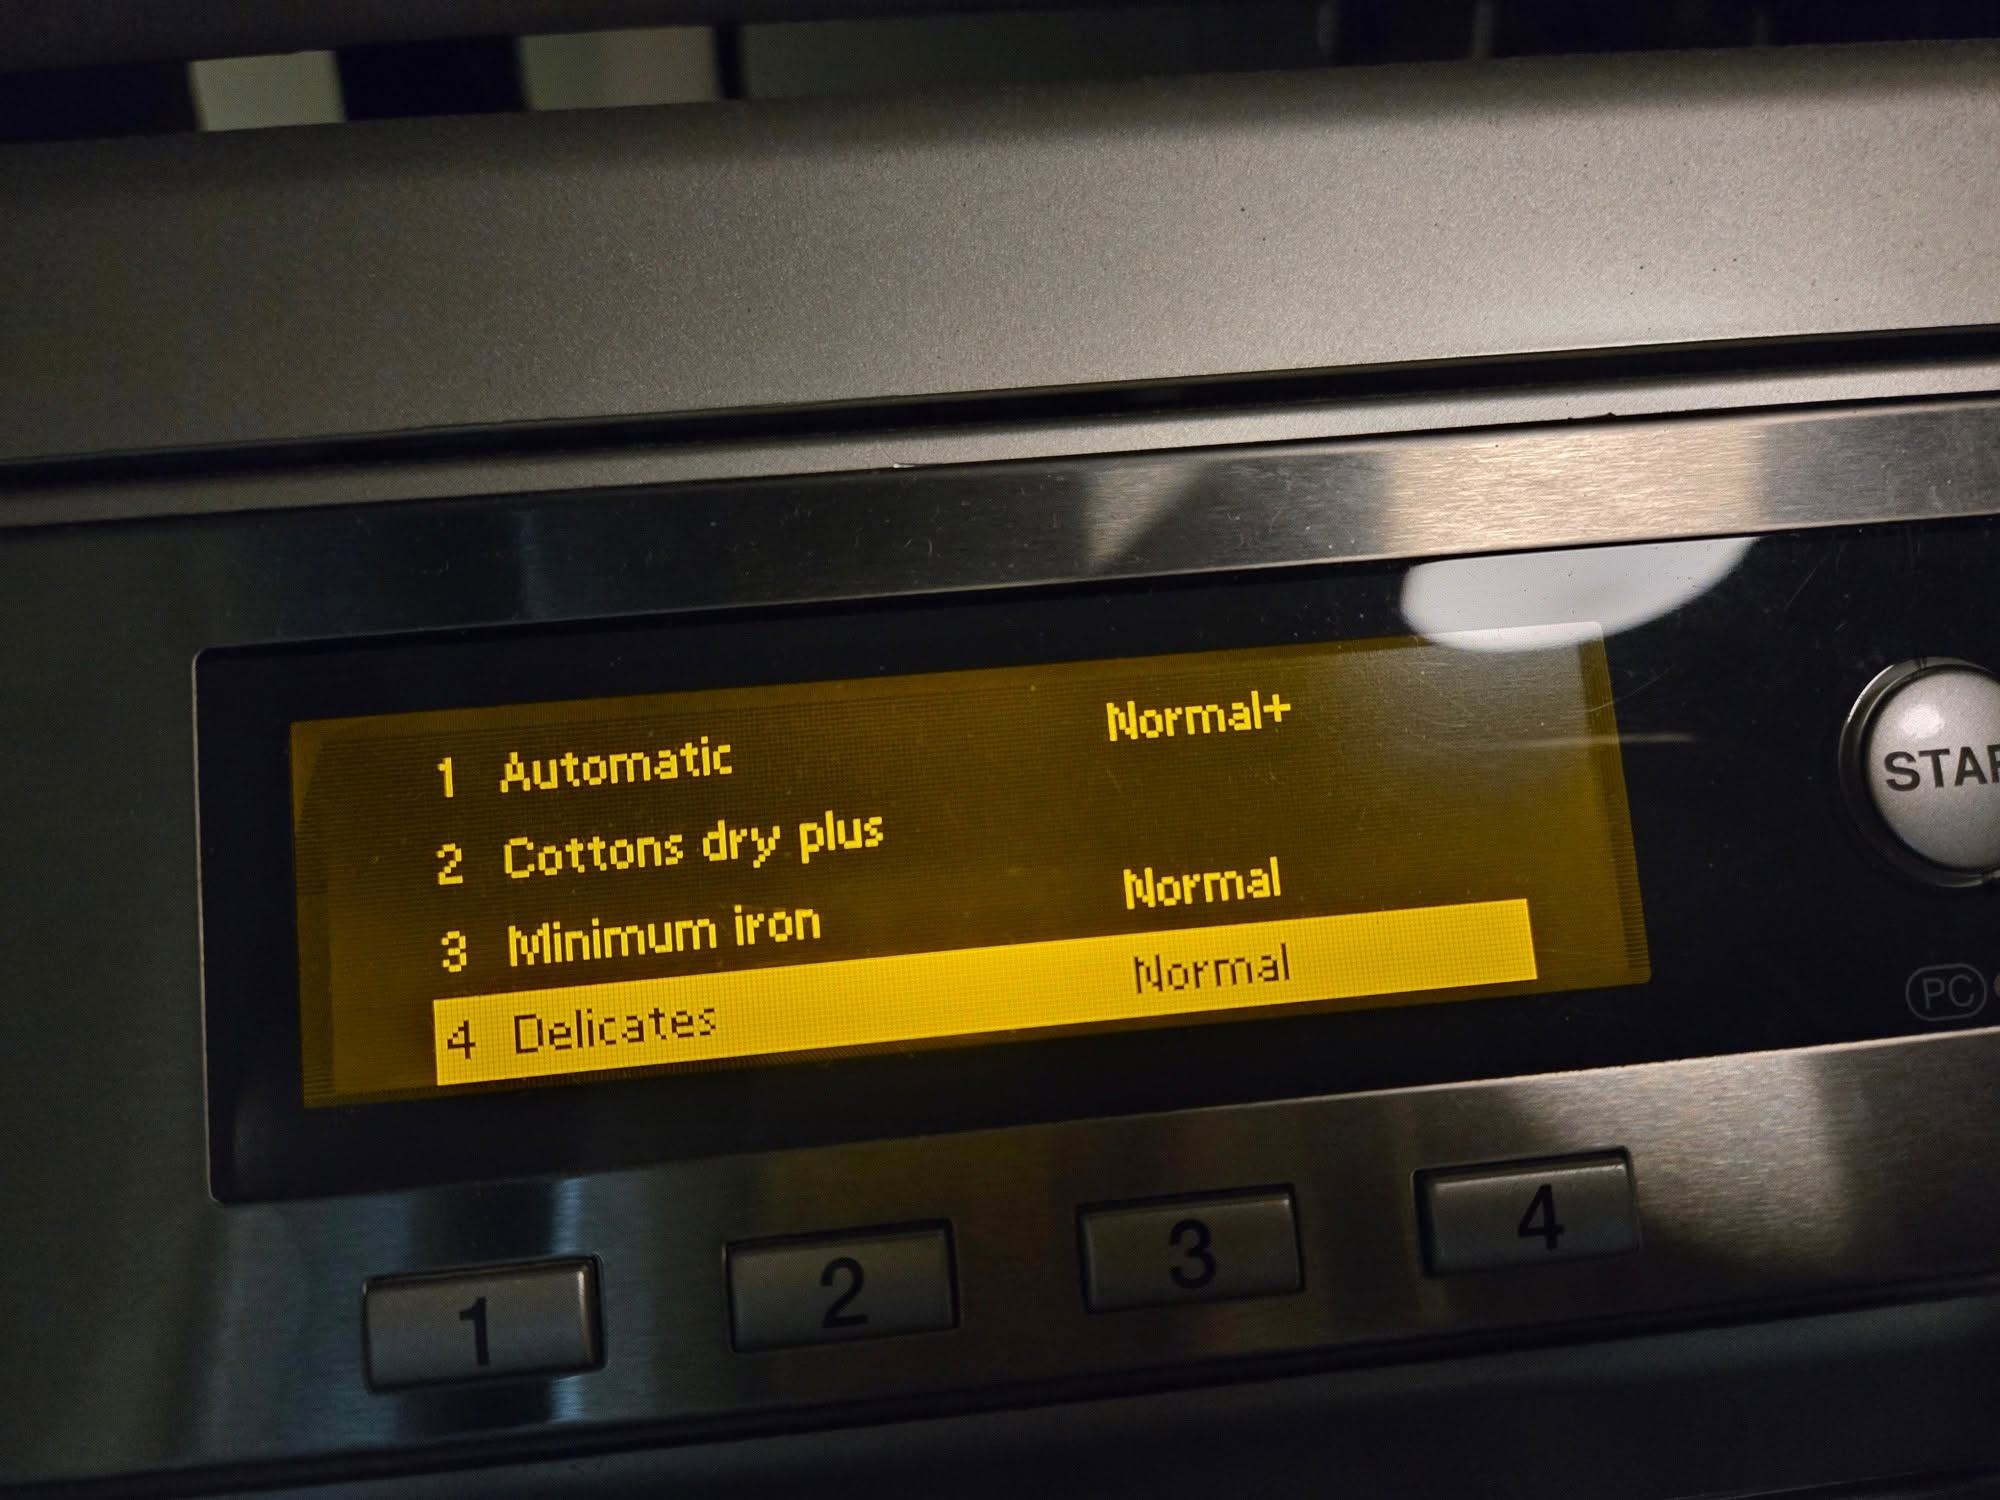 1 Automatic Normal+
2 Cottons dry plus
3 Minimum iron Normal
4 Delicates Normal
PC
1 2 3 4